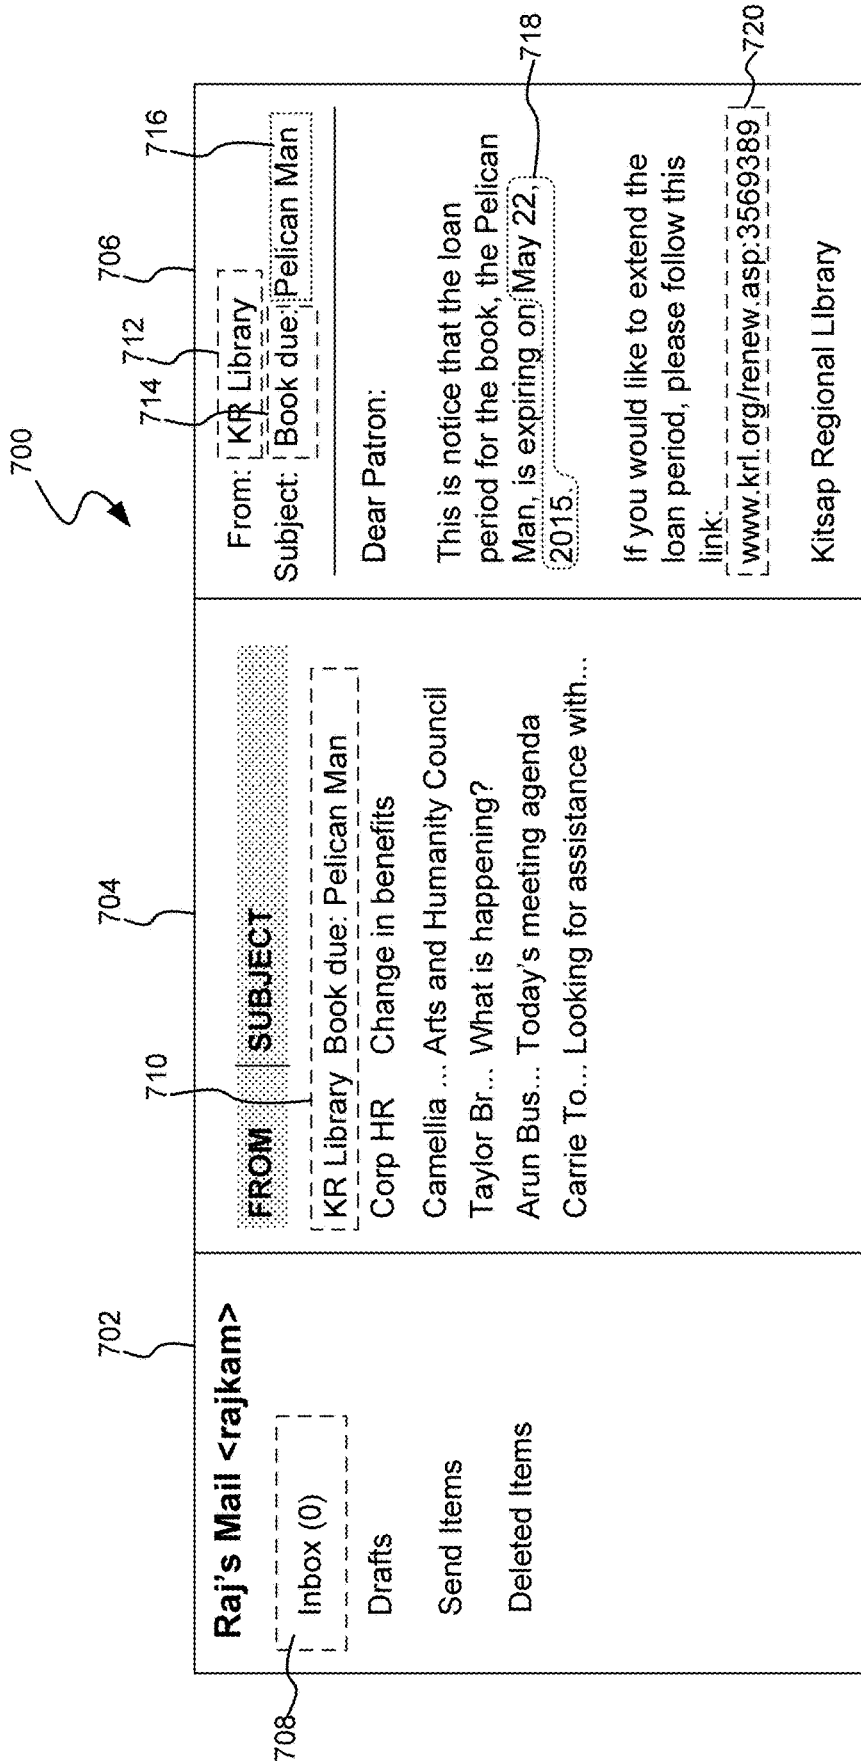 700
702
704
706
Raj's Mail <rajkam>
708
Inbox (0)
Drafts
Send Items
Deleted Items
FROM SUBJECT
710
KR Library Book due: Pelican Man
Corp HR Change in benefits
Camellia ... Arts and Humanity Council
Taylor Br... What is happening?
Arun Bus... Today's meeting agenda
Carrie To... Looking for assistance with...
712
714
716
From: KR Library
Subject: Book due: Pelican Man
Dear Patron:
This is notice that the loan
period for the book, the Pelican
Man, is expiring on May 22,
2015.
718
If you would like to extend the
loan period, please follow this
link:
www.krl.org/renew.asp:3569389
720
Kitsap Regional LIbrary